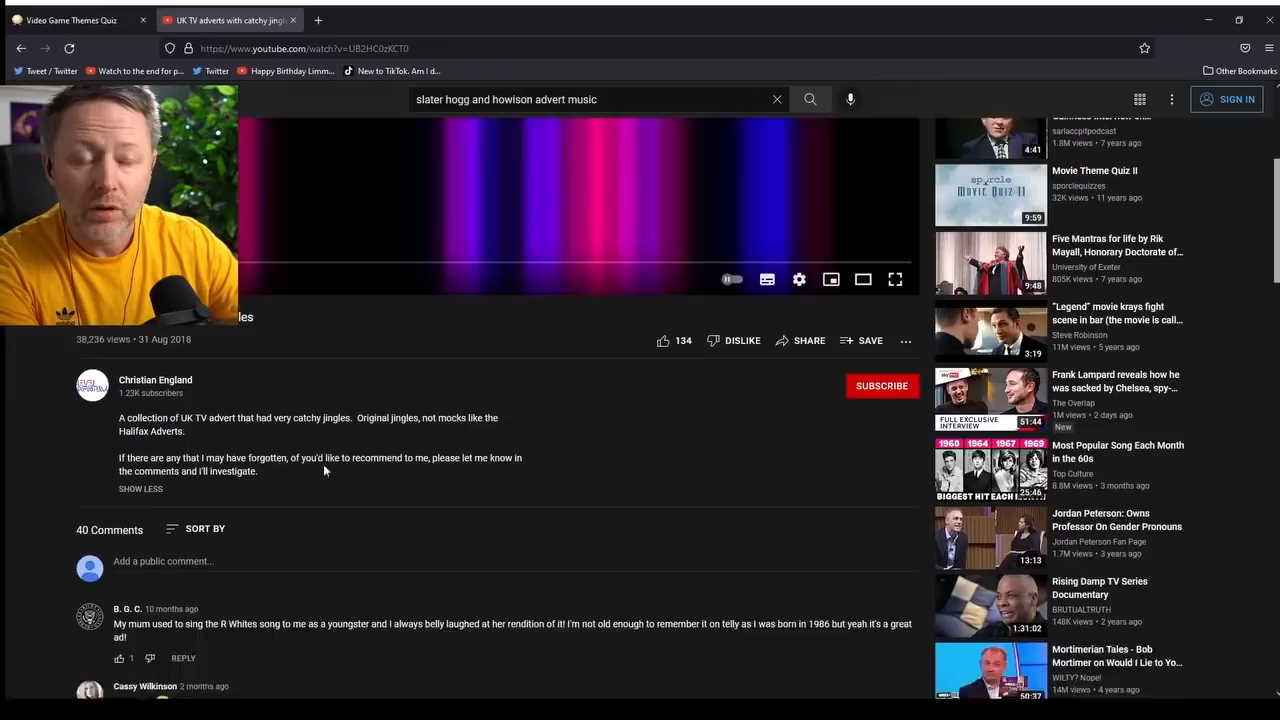 Video Game Themes Quiz
UK TV adverts with catchy jingl
https://www.youtube.com/watch?v=UB2HC0zKCT0
Tweet / Twitter
Watch to the end for p...
Twitter
Happy Birthday Limm...
New to TikTok. Am I d...
Other Bookmarks
slater hogg and howison advert music
SIGN IN
les
38,236 views • 31 Aug 2018
134
DISLIKE
SHARE
SAVE
Christian England
1.23K subscribers
SUBSCRIBE
A collection of UK TV advert that had very catchy jingles. Original jingles, not mocks like the
Halifax Adverts.
If there are any that I may have forgotten, of you'd like to recommend to me, please let me know in
the comments and I'll investigate.
SHOW LESS
40 Comments
SORT BY
Add a public comment...
B. G. C. 10 months ago
My mum used to sing the R Whites song to me as a youngster and I always belly laughed at her rendition of it! I'm not old enough to remember it on telly as I was born in 1986 but yeah it's a great
ad!
1
REPLY
Cassy Wilkinson 2 months ago
sarlaccpitpodcast
1.8M views • 7 years ago
4:41
Movie Theme Quiz II
sporclequizzes
32K views • 11 years ago
sporcle
MOVIE QUIZ II
9:59
Five Mantras for life by Rik
Mayall, Honorary Doctorate of...
University of Exeter
805K views • 7 years ago
9:48
"Legend" movie krays fight
scene in bar (the movie is call...
Steve Robinson
11M views • 5 years ago
3:19
Frank Lampard reveals how he
was sacked by Chelsea, spy-...
The Overlap
1M views • 2 days ago
New
FULL EXCLUSIVE
INTERVIEW
51:44
Most Popular Song Each Month
in the 60s
Top Culture
8.8M views • 3 months ago
1960 1964 1967 1969
BIGGEST HIT EACH
25:46
Jordan Peterson: Owns
Professor On Gender Pronouns
Jordan Peterson Fan Page
1.7M views • 3 years ago
13:13
Rising Damp TV Series
Documentary
BRUTALTRUTH
148K views • 2 years ago
1:31:02
Mortimerian Tales - Bob
Mortimer on Would I Lie to Yo...
WILTY? Nope!
14M views • 4 years ago
50:37